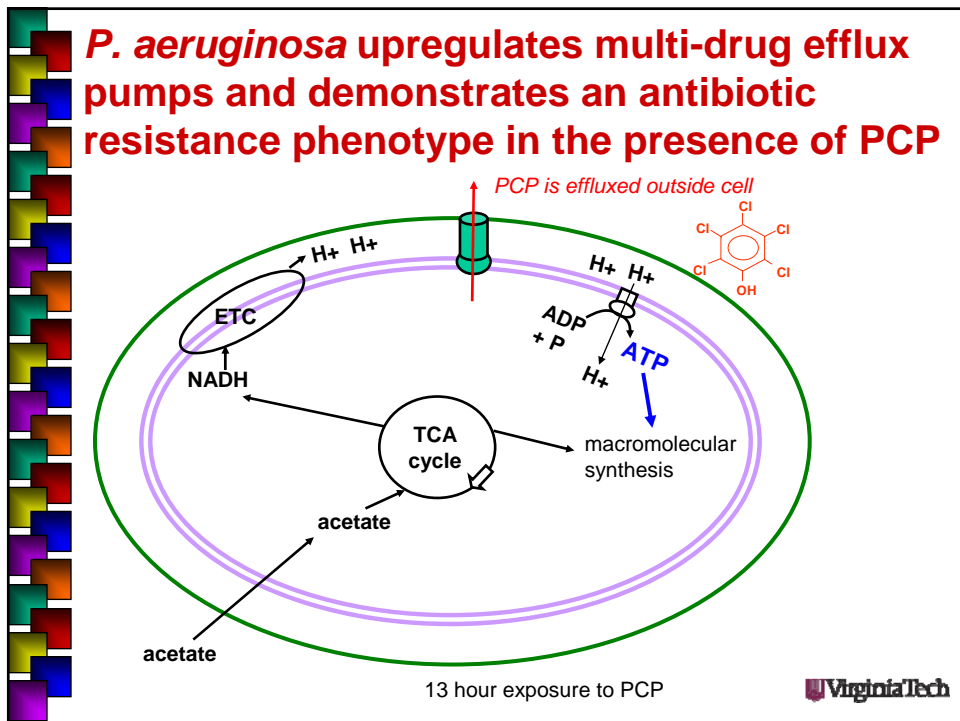 P. aeruginosa upregulates multi-drug efflux
pumps and demonstrates an antibiotic
resistance phenotype in the presence of PCP
PCP is effluxed outside cell
Cl
Cl
Cl
Cl
Cl
OH
H+ H+
H+ H+
ETC
ADP
+ P
ATP
H+
NADH
TCA
cycle
macromolecular
synthesis
acetate
acetate
13 hour exposure to PCP
VirginiaTech